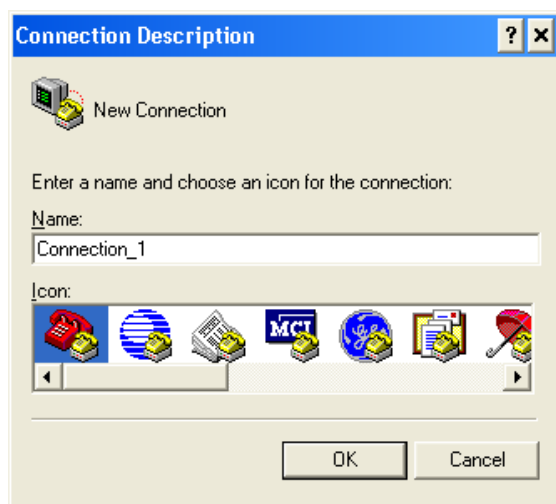 Connection Description
?
New Connection
Enter a name and choose an icon for the connection:
Name:
Connection_1
Icon:
MCI
OK
Cancel